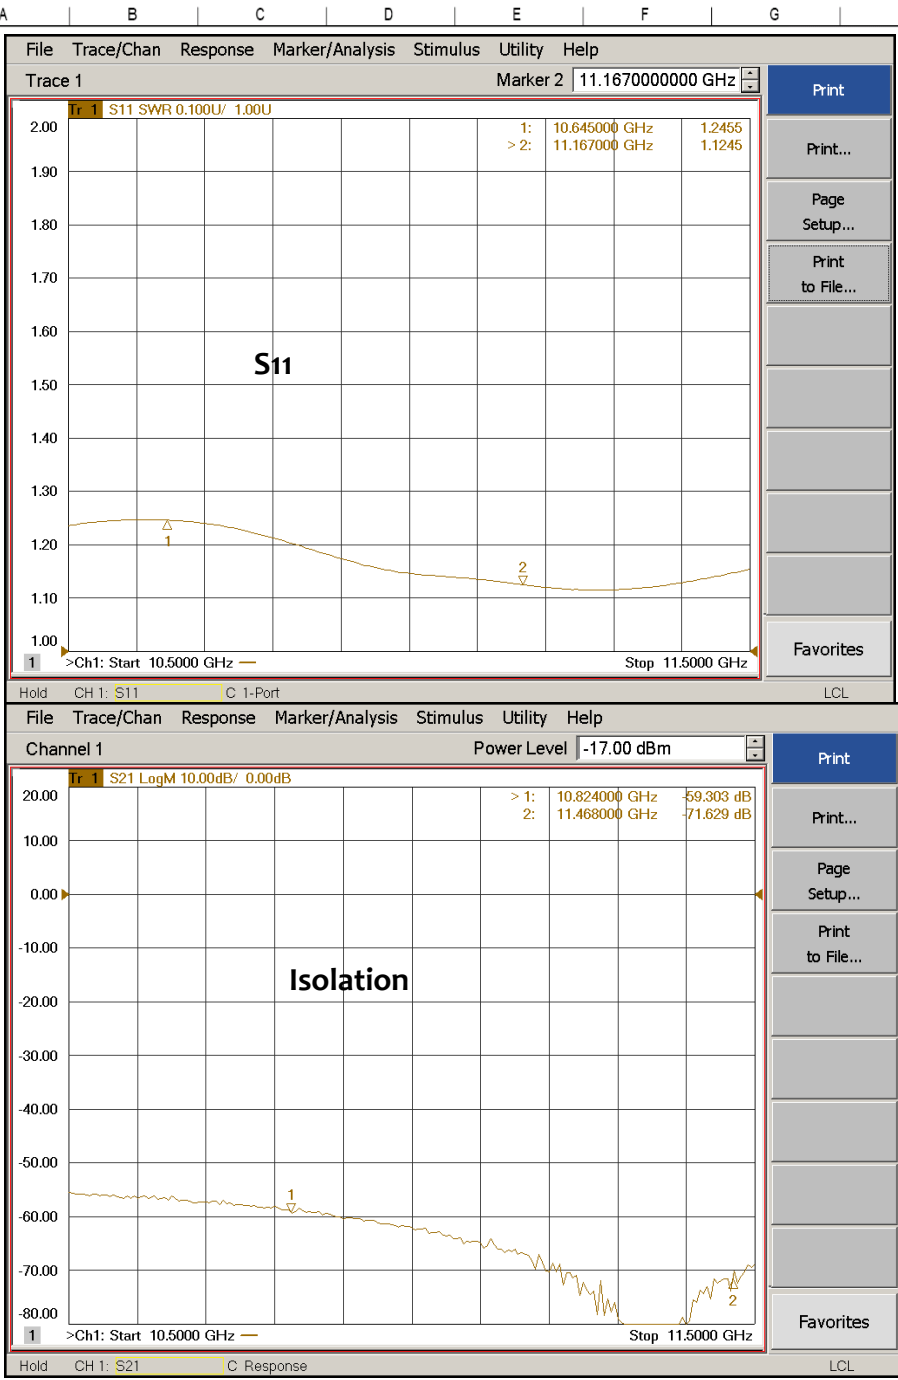 A B C D E F G
File Trace/Chan Response Marker/Analysis Stimulus Utility Help
Trace 1 Marker 2 11.1670000000 GHz
Print
Tr 1 S11 SWR 0.100U/ 1.00U
2.00
1: 10.645000 GHz 1.2455
> 2: 11.167000 GHz 1.1245
Print...
1.90
Page
Setup...
1.80
Print
to File...
1.70
1.60
S11
1.50
1.40
1.30
1
1.20
2
1.10
1.00
Favorites
1 >Ch1: Start 10.5000 GHz Stop 11.5000 GHz
Hold CH 1: S11 C 1-Port LCL
File Trace/Chan Response Marker/Analysis Stimulus Utility Help
Channel 1 Power Level -17.00 dBm
Print
Tr 1 S21 LogM 10.00dB/ 0.00dB
20.00
> 1: 10.824000 GHz -59.303 dB
2: 11.468000 GHz -71.629 dB
Print...
10.00
Page
Setup...
0.00
Print
to File...
-10.00
Isolation
-20.00
-30.00
-40.00
-50.00
1
-60.00
-70.00
2
-80.00
Favorites
1 >Ch1: Start 10.5000 GHz Stop 11.5000 GHz
Hold CH 1: S21 C Response LCL